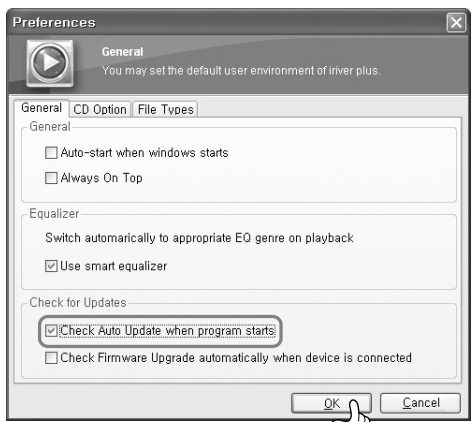 Preferences
General
You may set the default user environment of iriver plus.
General CD Option File Types
General
Auto-start when windows starts
Always On Top
Equalizer
Switch automarically to appropriate EQ genre on playback
Use smart equalizer
Check for Updates
Check Auto Update when program starts
Check Firmware Upgrade automatically when device is connected
OK Cancel